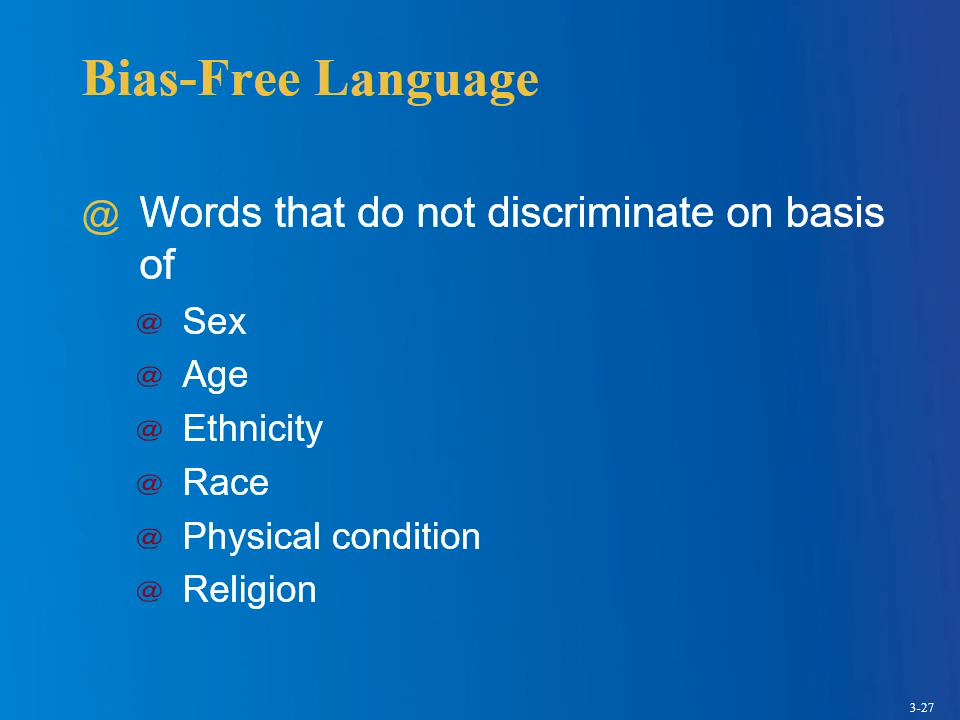 Bias-Free Language
@ Words that do not discriminate on basis
of
@ Sex
@ Age
@ Ethnicity
@ Race
@ Physical condition
@ Religion
3-27